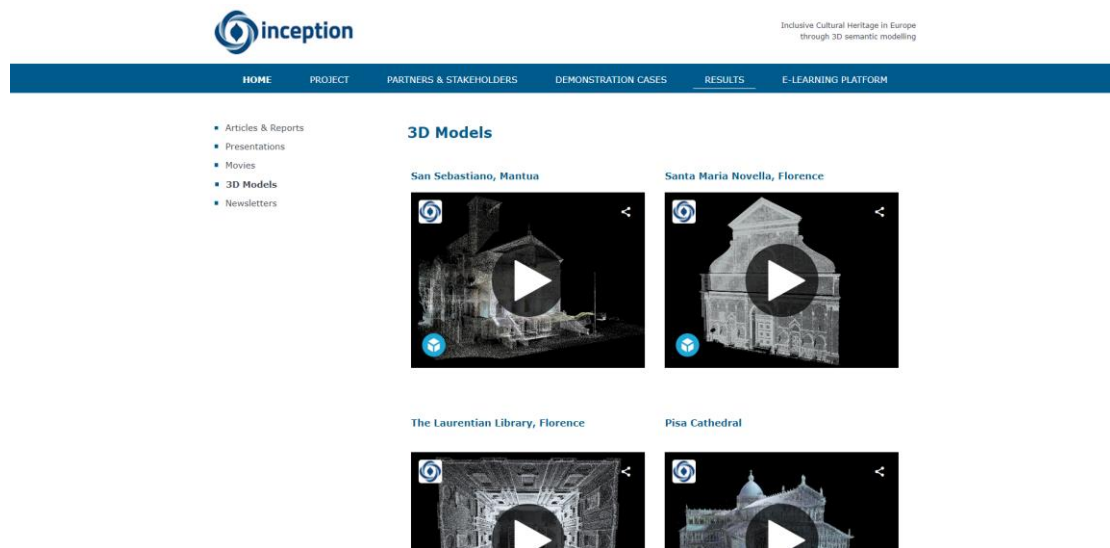 inception
Inclusive Cultural Heritage in Europe
through 3D semantic modelling
HOME PROJECT PARTNERS & STAKEHOLDERS DEMONSTRATION CASES RESULTS E-LEARNING PLATFORM
Articles & Reports
Presentations
Movies
3D Models
Newsletters
3D Models
San Sebastiano, Mantua
Santa Maria Novella, Florence
The Laurentian Library, Florence
Pisa Cathedral